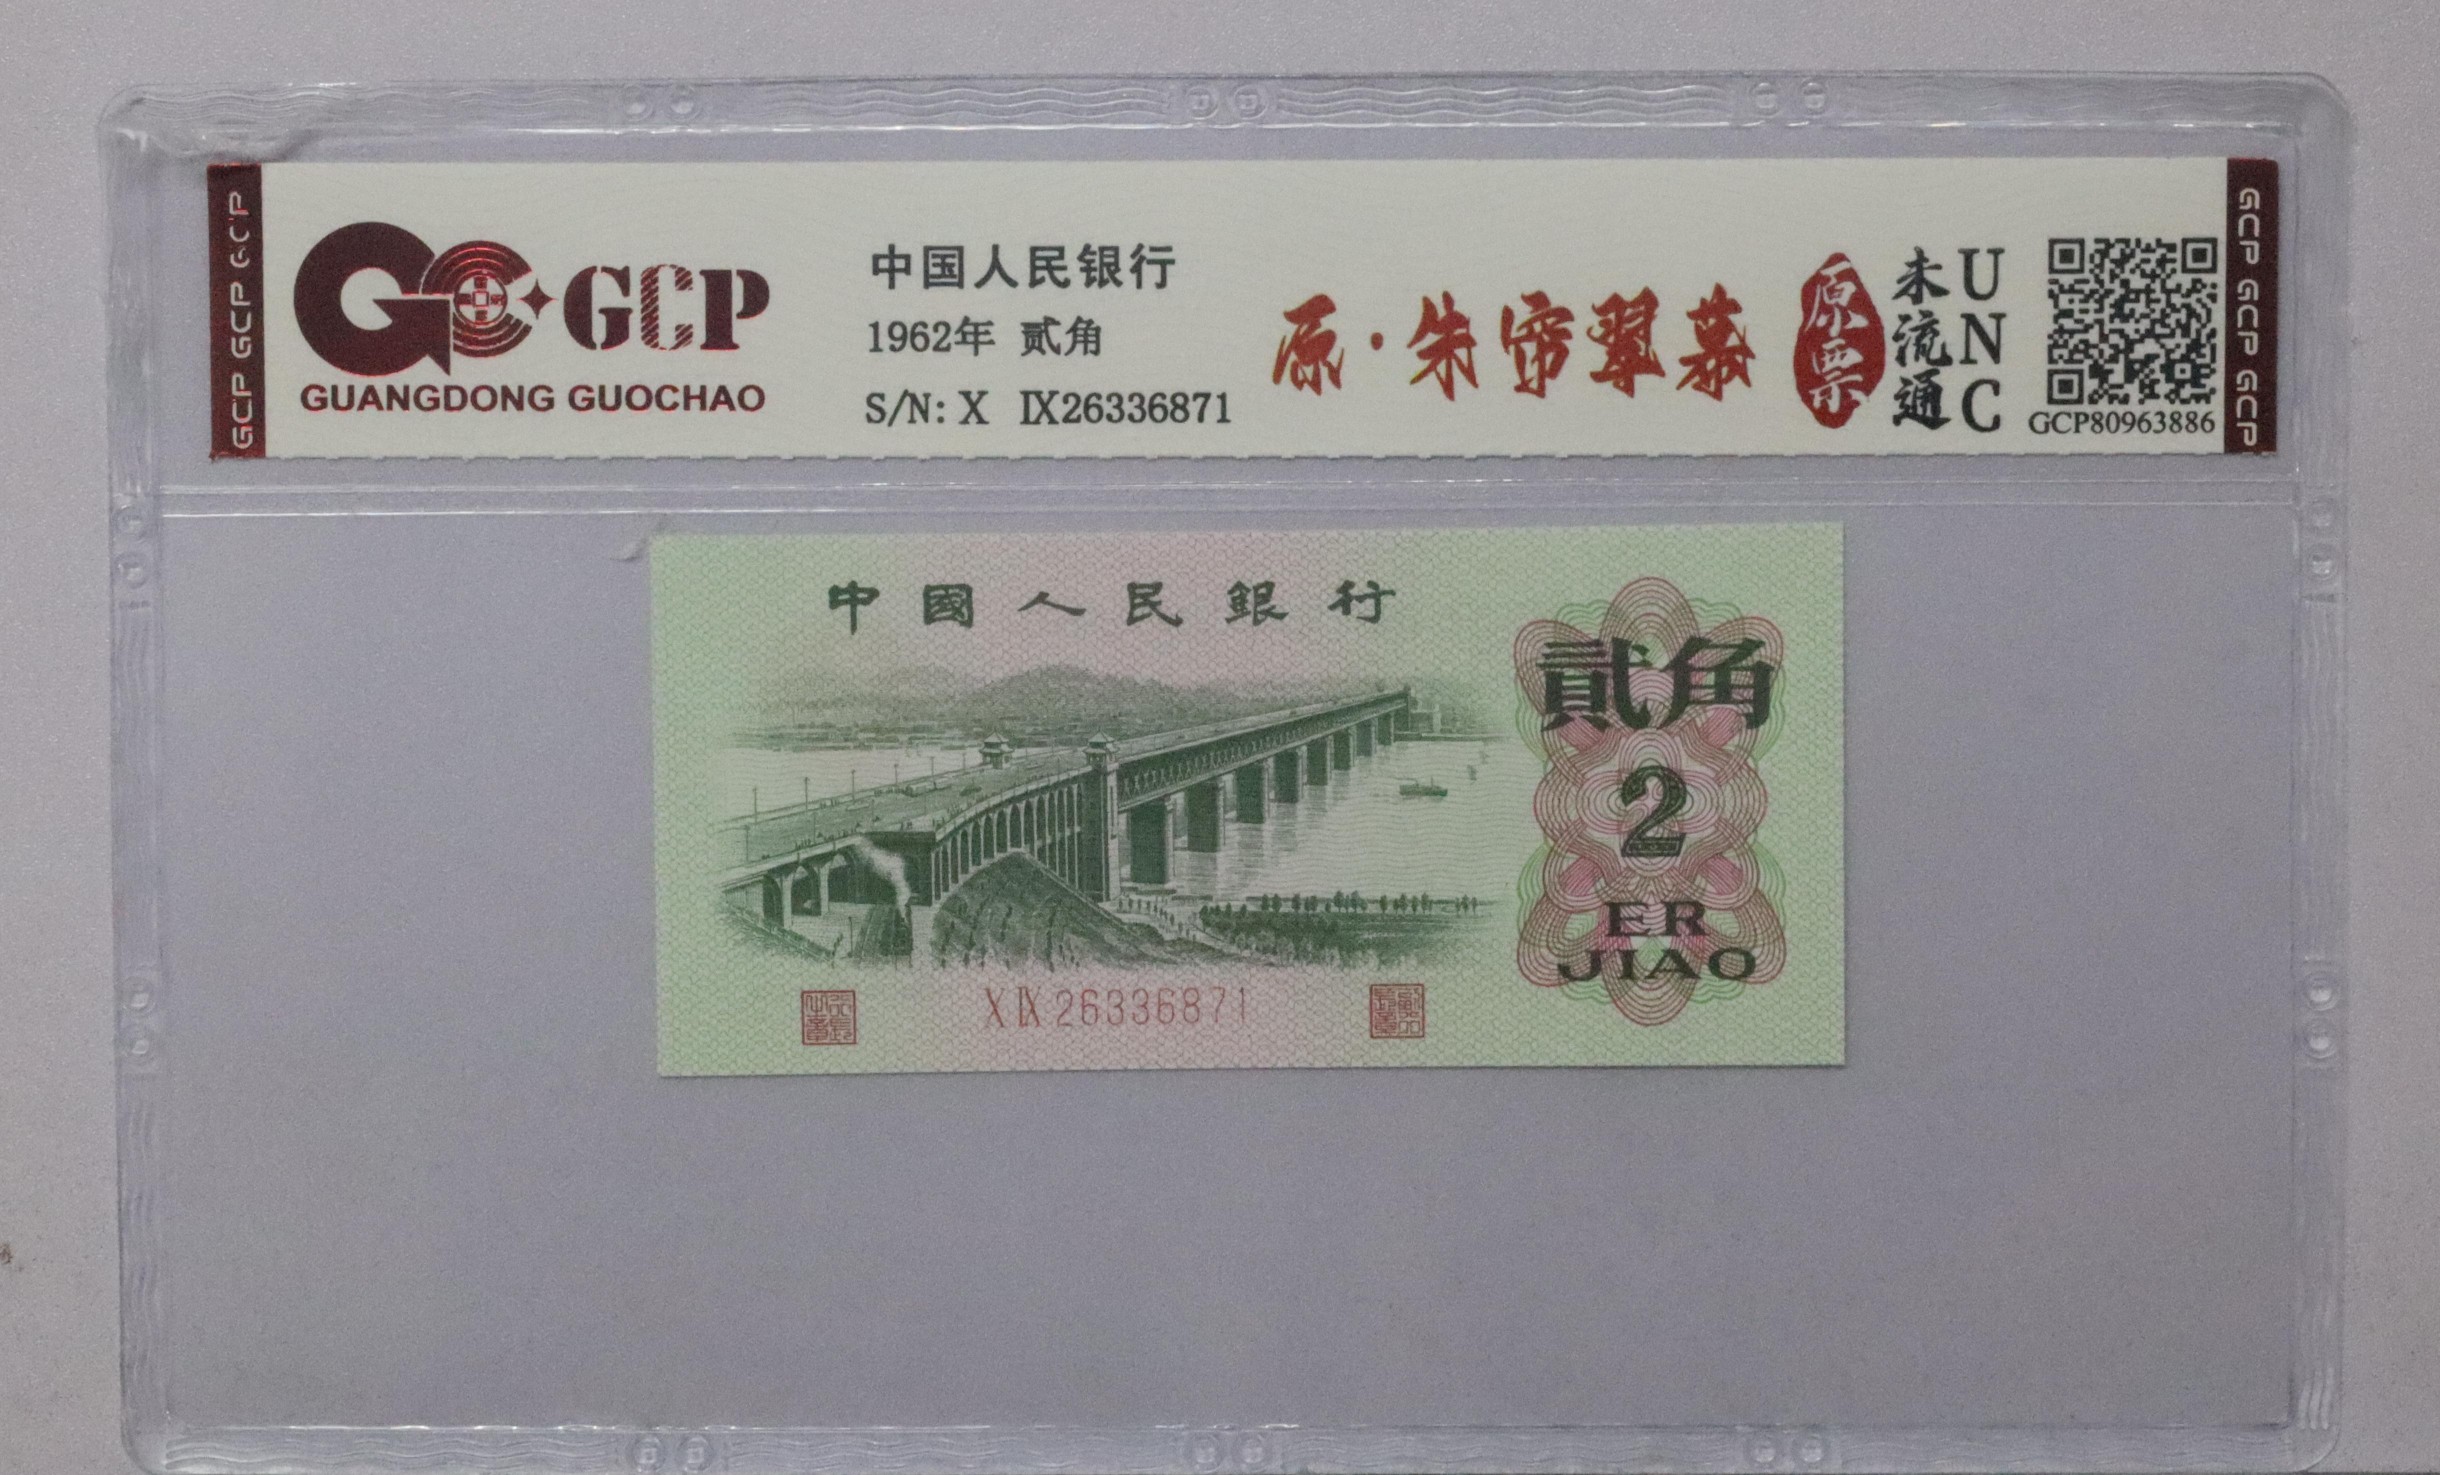 GCP GCP GCP GCP
GCP
GUANGDONG GUOCHAO
中国人民银行
1962年 贰角
S/N: X Ⅸ26336871
原·朱帘翠幕
原票
未流通
UNC
GCP80963886
GCP GCP GCP
中國人民銀行
貳角
2
ER
JIAO
X Ⅸ 26336871